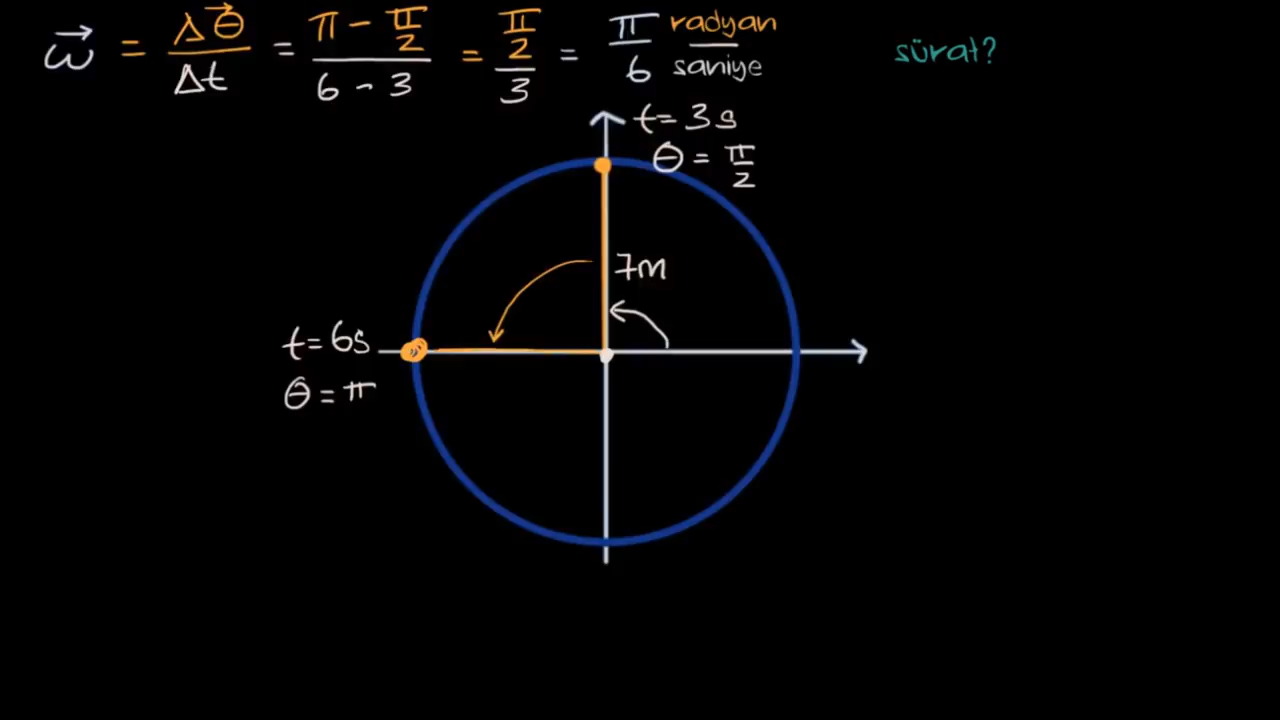 ω⃗ = Δθ⃗/Δt = (π - π/2)/(6 - 3) = (π/2)/3 = π/6 radyan/saniye
sürat?
t = 3s
θ = π/2
7m
t = 6s
θ = π